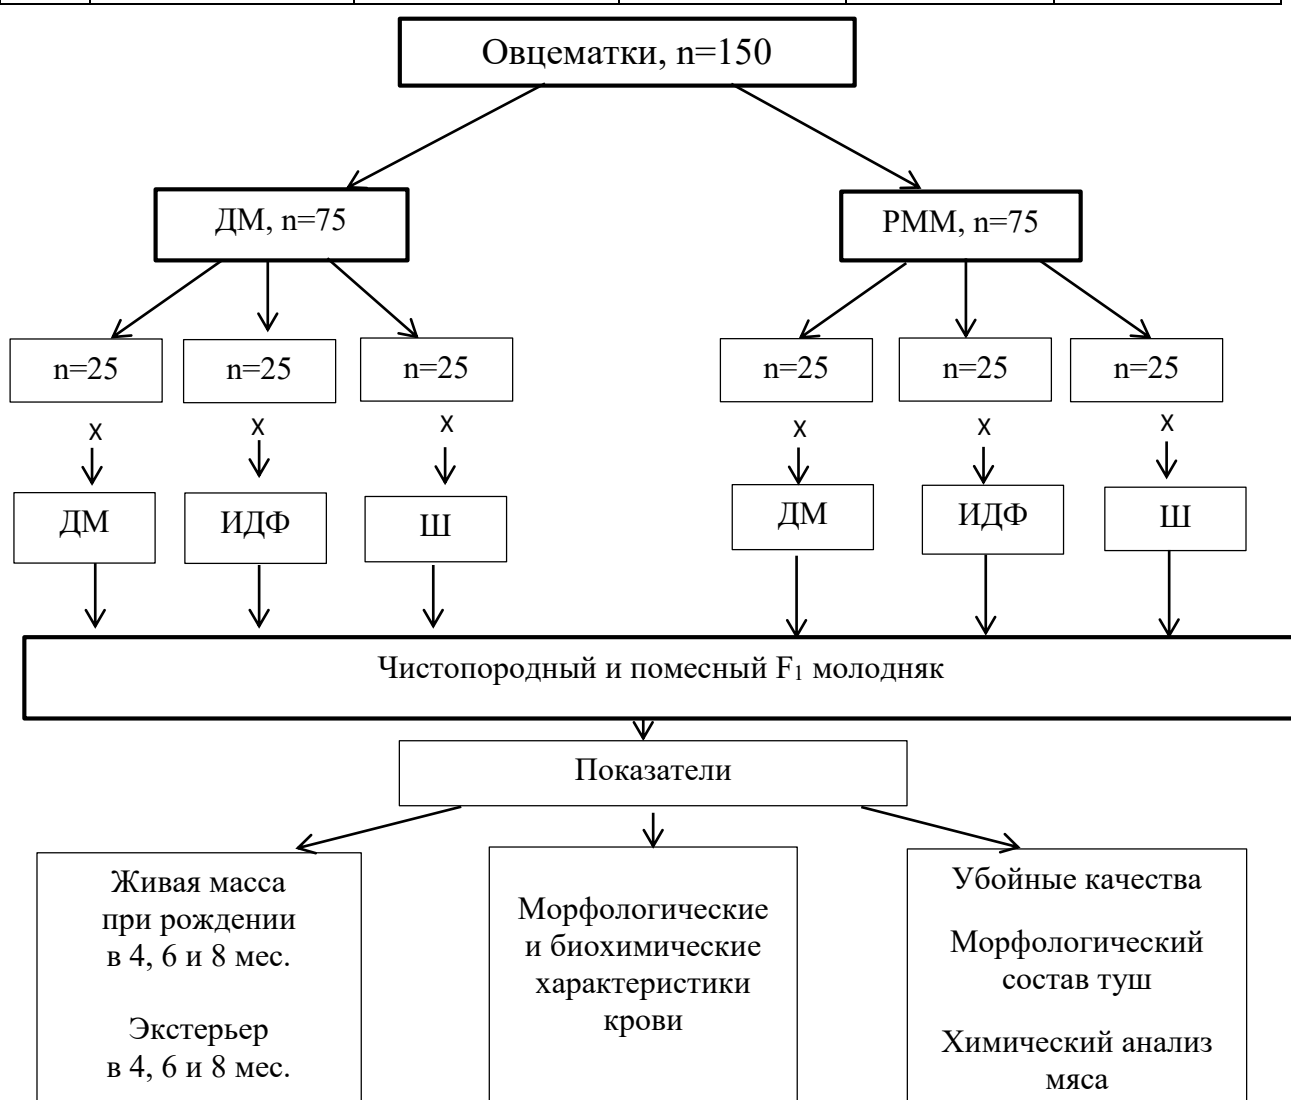 Овцематки, n=150
ДМ, n=75
РММ, n=75
n=25
n=25
n=25
n=25
n=25
n=25
х
х
х
х
х
х
ДМ
ИДФ
Ш
ДМ
ИДФ
Ш
Чистопородный и помесный F₁ молодняк
Показатели
Живая масса
при рождении
в 4, 6 и 8 мес.
Экстерьер
в 4, 6 и 8 мес.
Морфологические
и биохимические
характеристики
крови
Убойные качества
Морфологический
состав туш
Химический анализ
мяса